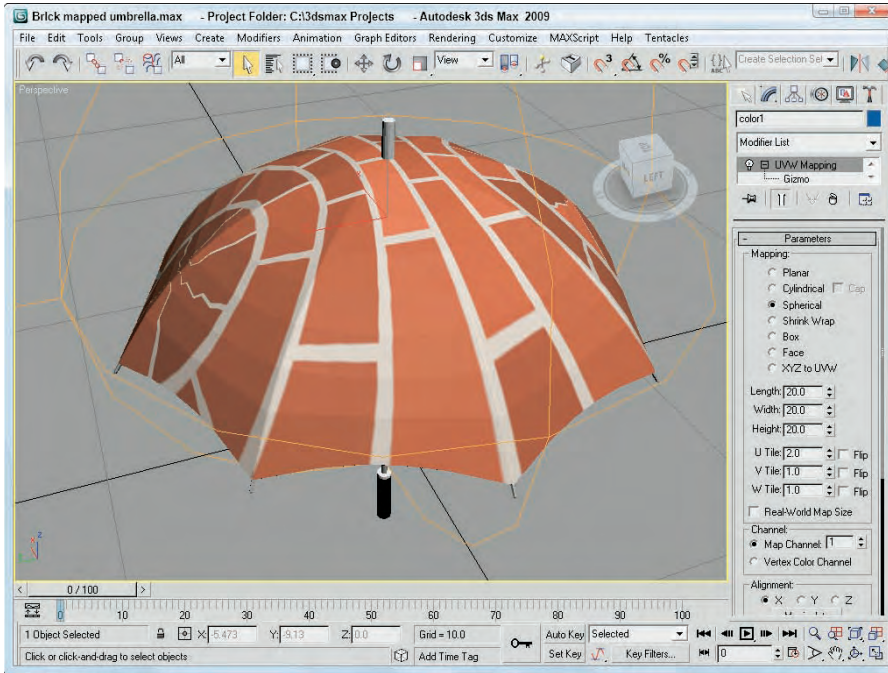 Brick mapped umbrella.max - Project Folder: C:\3dsmax Projects - Autodesk 3ds Max 2009
File Edit Tools Group Views Create Modifiers Animation Graph Editors Rendering Customize MAXScript Help Tentacles
All View 3 Create Selection Sel
Perspective
LEFT
color1
Modifier List
UVW Mapping
Gizmo
- Parameters
Mapping:
Planar
Cylindrical Cap
Spherical
Shrink Wrap
Box
Face
XYZ to UVW
Length: 20.0
Width: 20.0
Height: 20.0
U Tile: 2.0 Flip
V Tile: 1.0 Flip
W Tile: 1.0 Flip
Real-World Map Size
Channel:
Map Channel: 1
Vertex Color Channel
Alignment:
X Y Z
z
x
< 0 / 100 >
0 10 20 30 40 50 60 70 80 90 100
1 Object Selected X: -5.473 Y: -9.13 Z: 0.0 Grid = 10.0 Auto Key Selected
Click or click-and-drag to select objects Add Time Tag Set Key Key Filters... 0